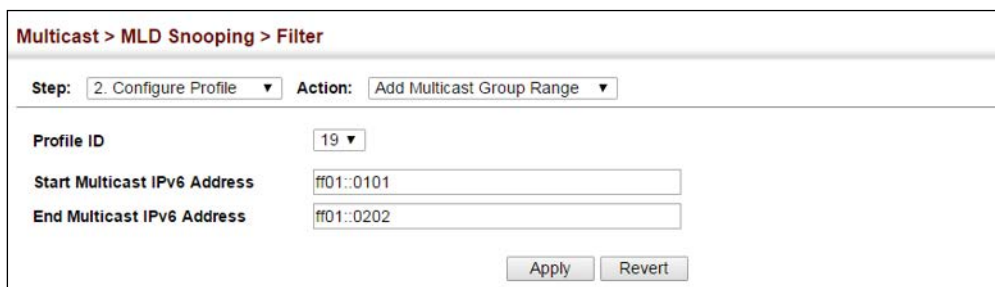 Multicast > MLD Snooping > Filter
Step: 2. Configure Profile Action: Add Multicast Group Range
Profile ID 19
Start Multicast IPv6 Address ff01::0101
End Multicast IPv6 Address ff01::0202
Apply Revert